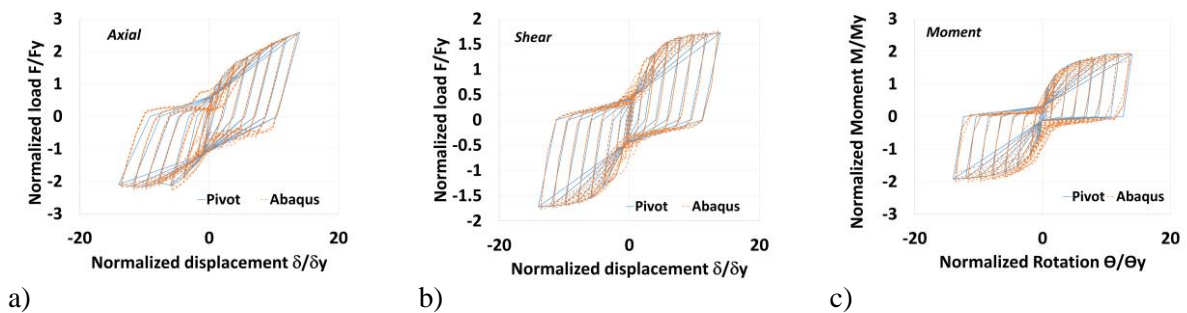 Axial
Normalized load F/Fy
3
2
1
0
-1
-2
-3
Pivot Abaqus
-20 0 20
Normalized displacement δ/δy
a)
Shear
Normalized load F/Fy
2
1.5
1
0.5
0
-0.5
-1
-1.5
-2
Pivot Abaqus
-20 0 20
Normalized displacement δ/δy
b)
Moment
Normalized Moment M/My
3
2
1
0
-1
-2
-3
Pivot Abaqus
-20 0 20
Normalized Rotation Θ/Θy
c)